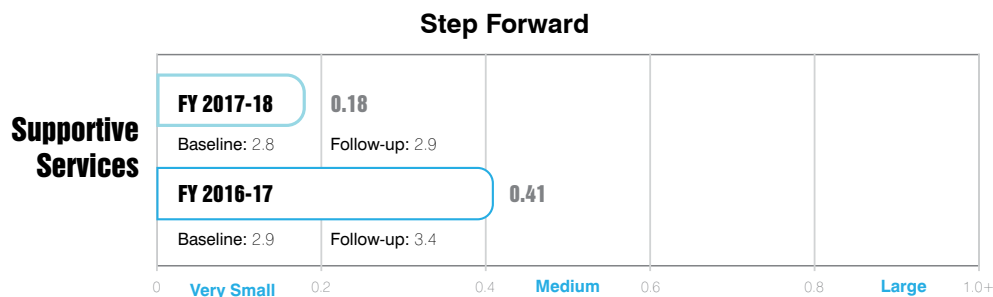 Step Forward
Supportive
Services
FY 2017-18 0.18
Baseline: 2.8 Follow-up: 2.9
FY 2016-17 0.41
Baseline: 2.9 Follow-up: 3.4
0 Very Small 0.2 0.4 Medium 0.6 0.8 Large 1.0+